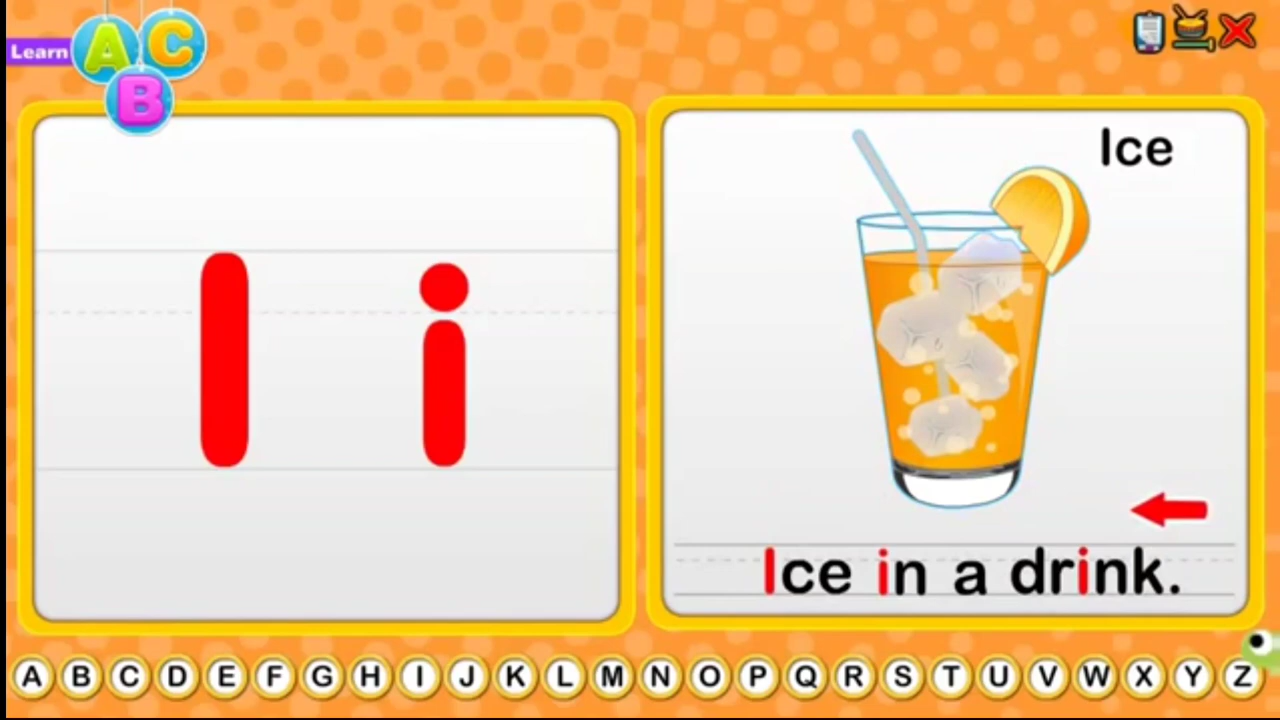 Learn
A C
B
I i
Ice
Ice in a drink.
A B C D E F G H I J K L M N O P Q R S T U V W X Y Z